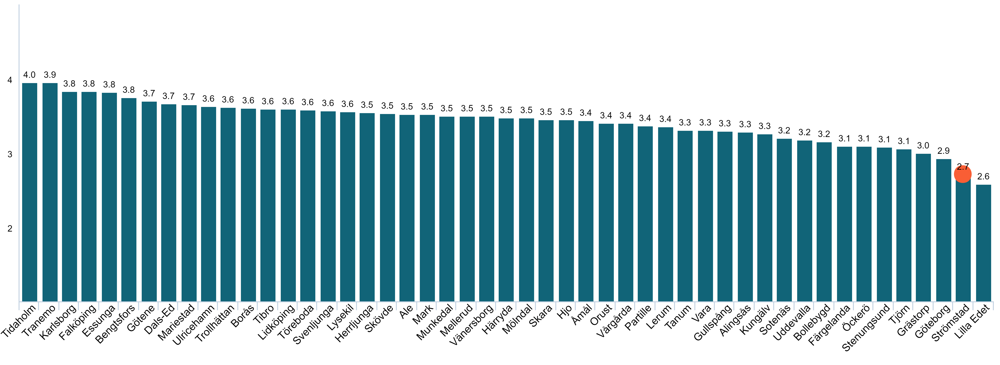 4.0 3.9 3.8 3.8 3.8 3.8 3.7 3.7 3.7 3.6 3.6 3.6 3.6 3.6 3.6 3.6 3.6 3.5 3.5 3.5 3.5 3.5 3.5 3.5 3.5 3.5 3.5 3.5 3.4 3.4 3.4 3.4 3.4 3.3 3.3 3.3 3.3 3.3 3.2 3.2 3.2 3.1 3.1 3.1 3.1 3.0 2.9 2.7 2.6
4
3
2
Tidaholm
Tranemo
Karlsborg
Falköping
Essunga
Bengtsfors
Götene
Dals-Ed
Mariestad
Ulricehamn
Trollhättan
Borås
Tibro
Lidköping
Töreboda
Svenljunga
Lysekil
Herrljunga
Skövde
Ale
Mark
Munkedal
Mellerud
Vänersborg
Härryda
Mölndal
Skara
Hjo
Åmål
Orust
Vårgårda
Partille
Lerum
Tanum
Vara
Gullspång
Alingsås
Kungälv
Sotenäs
Uddevalla
Bollebygd
Färgelanda
Öckerö
Stenungsund
Tjörn
Grästorp
Göteborg
Strömstad
Lilla Edet